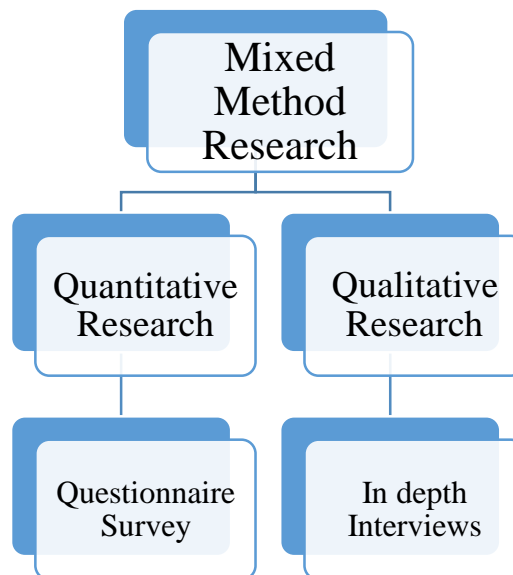 Mixed
Method
Research
Quantitative
Research
Qualitative
Research
Questionnaire
Survey
In depth
Interviews